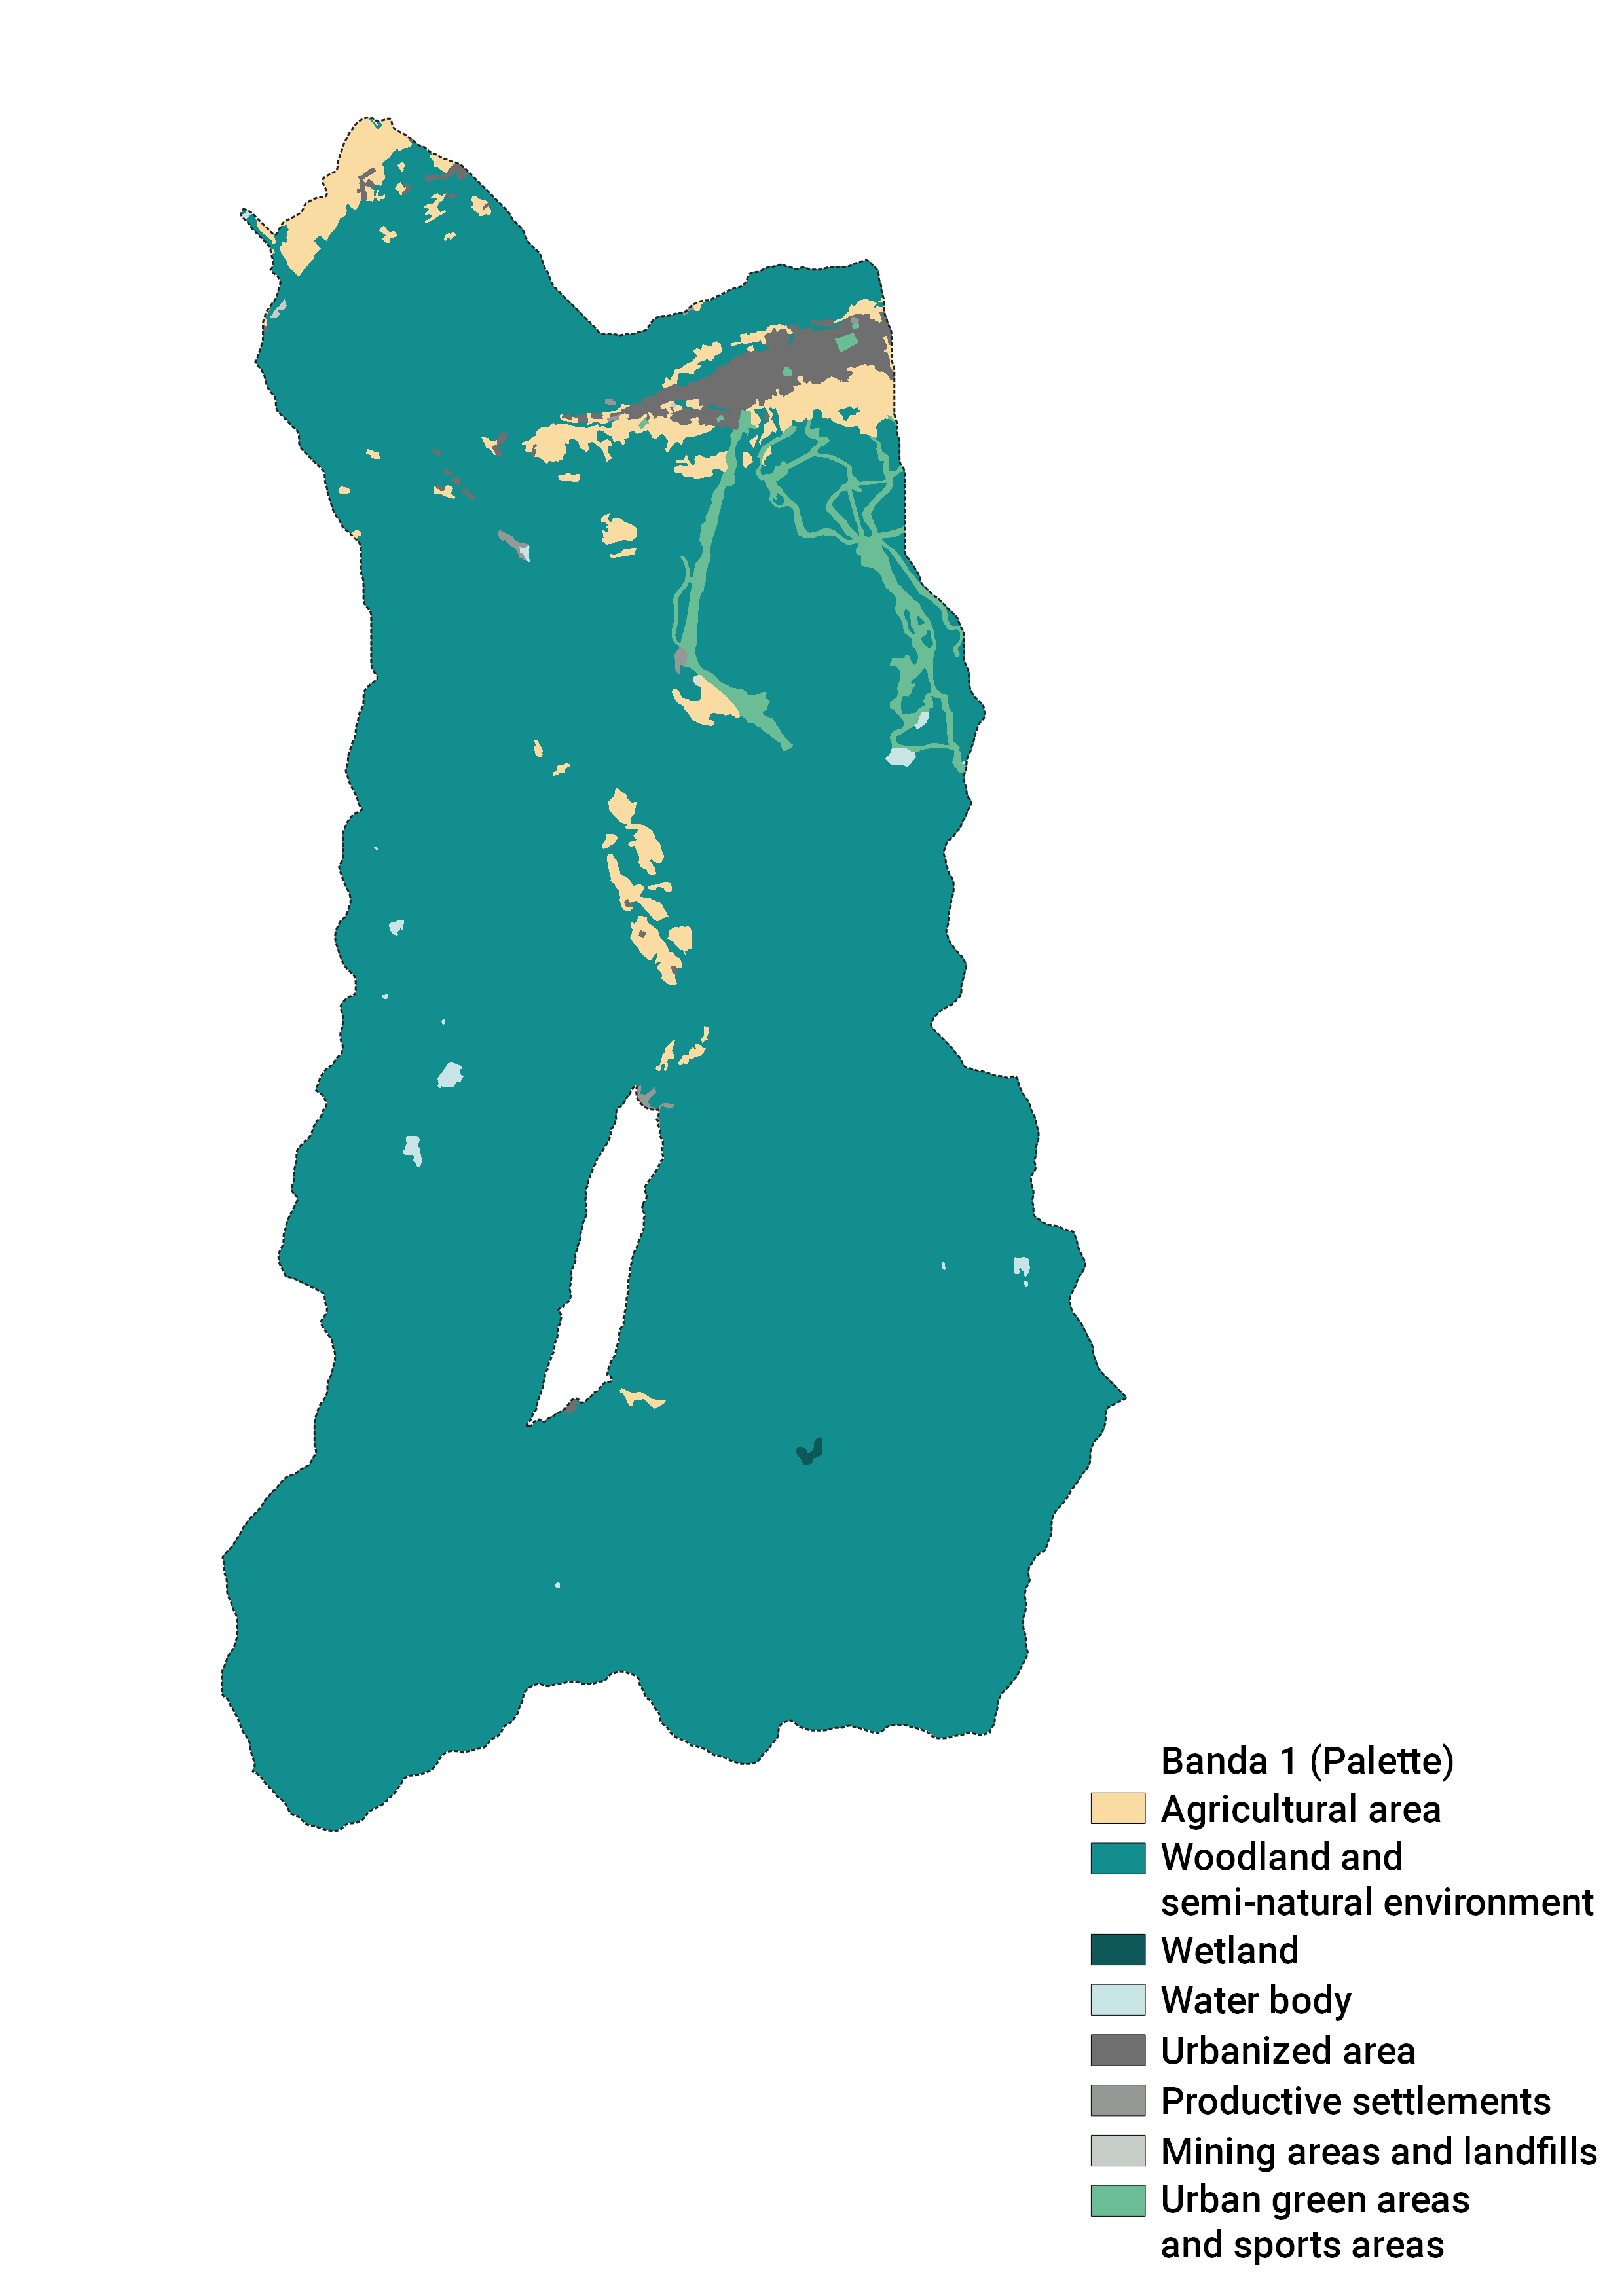 Banda 1 (Palette)
Agricultural area
Woodland and
semi-natural environment
Wetland
Water body
Urbanized area
Productive settlements
Mining areas and landfills
Urban green areas
and sports areas